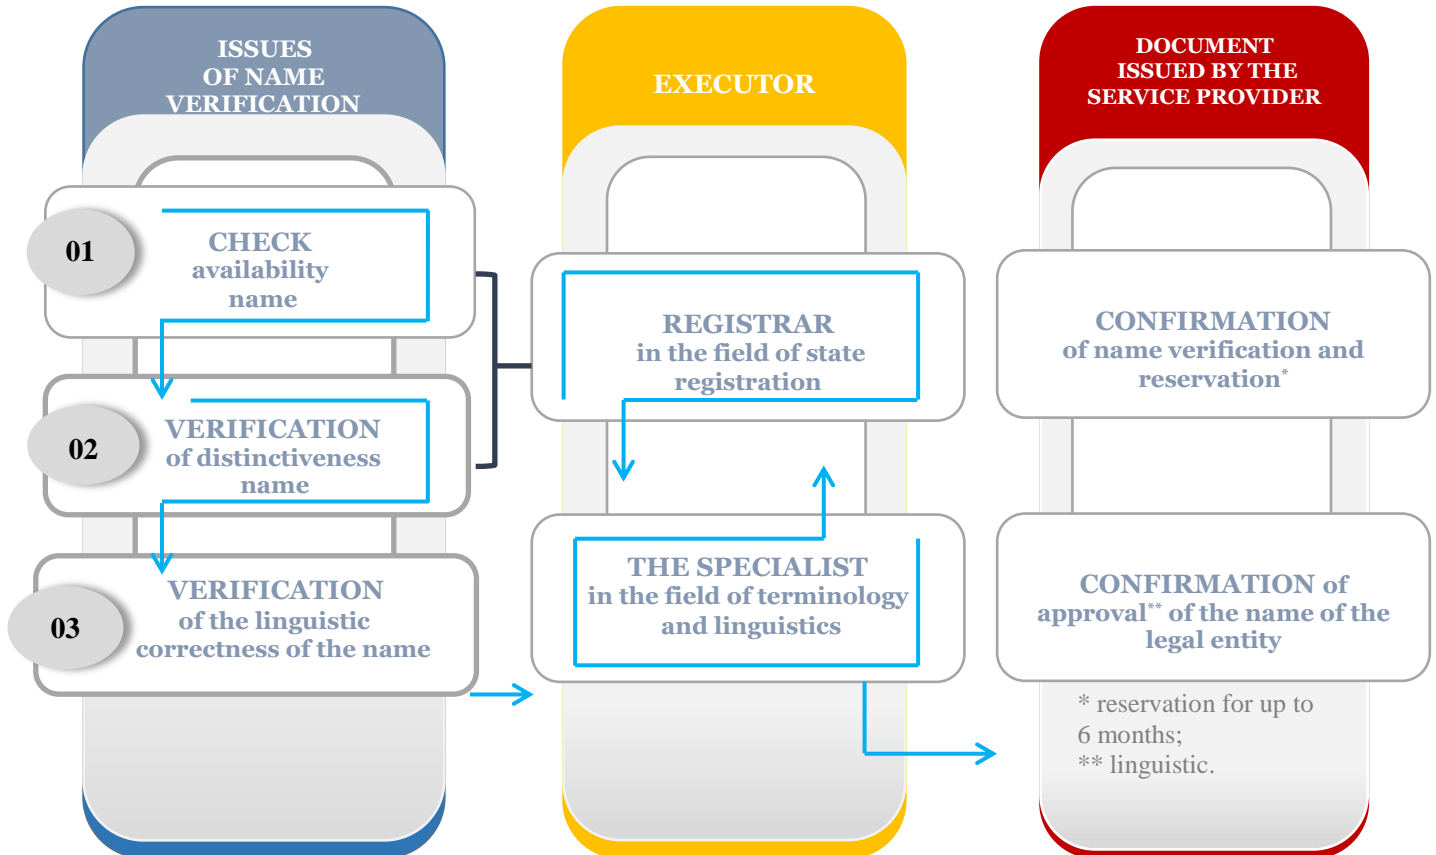 ISSUES
OF NAME
VERIFICATION
01
CHECK
availability
name
02
VERIFICATION
of distinctiveness
name
03
VERIFICATION
of the linguistic
correctness of the name
EXECUTOR
REGISTRAR
in the field of state
registration
THE SPECIALIST
in the field of terminology
and linguistics
DOCUMENT
ISSUED BY THE
SERVICE PROVIDER
CONFIRMATION
of name verification and
reservation*
CONFIRMATION of
approval** of the name of the
legal entity
* reservation for up to
6 months;
** linguistic.